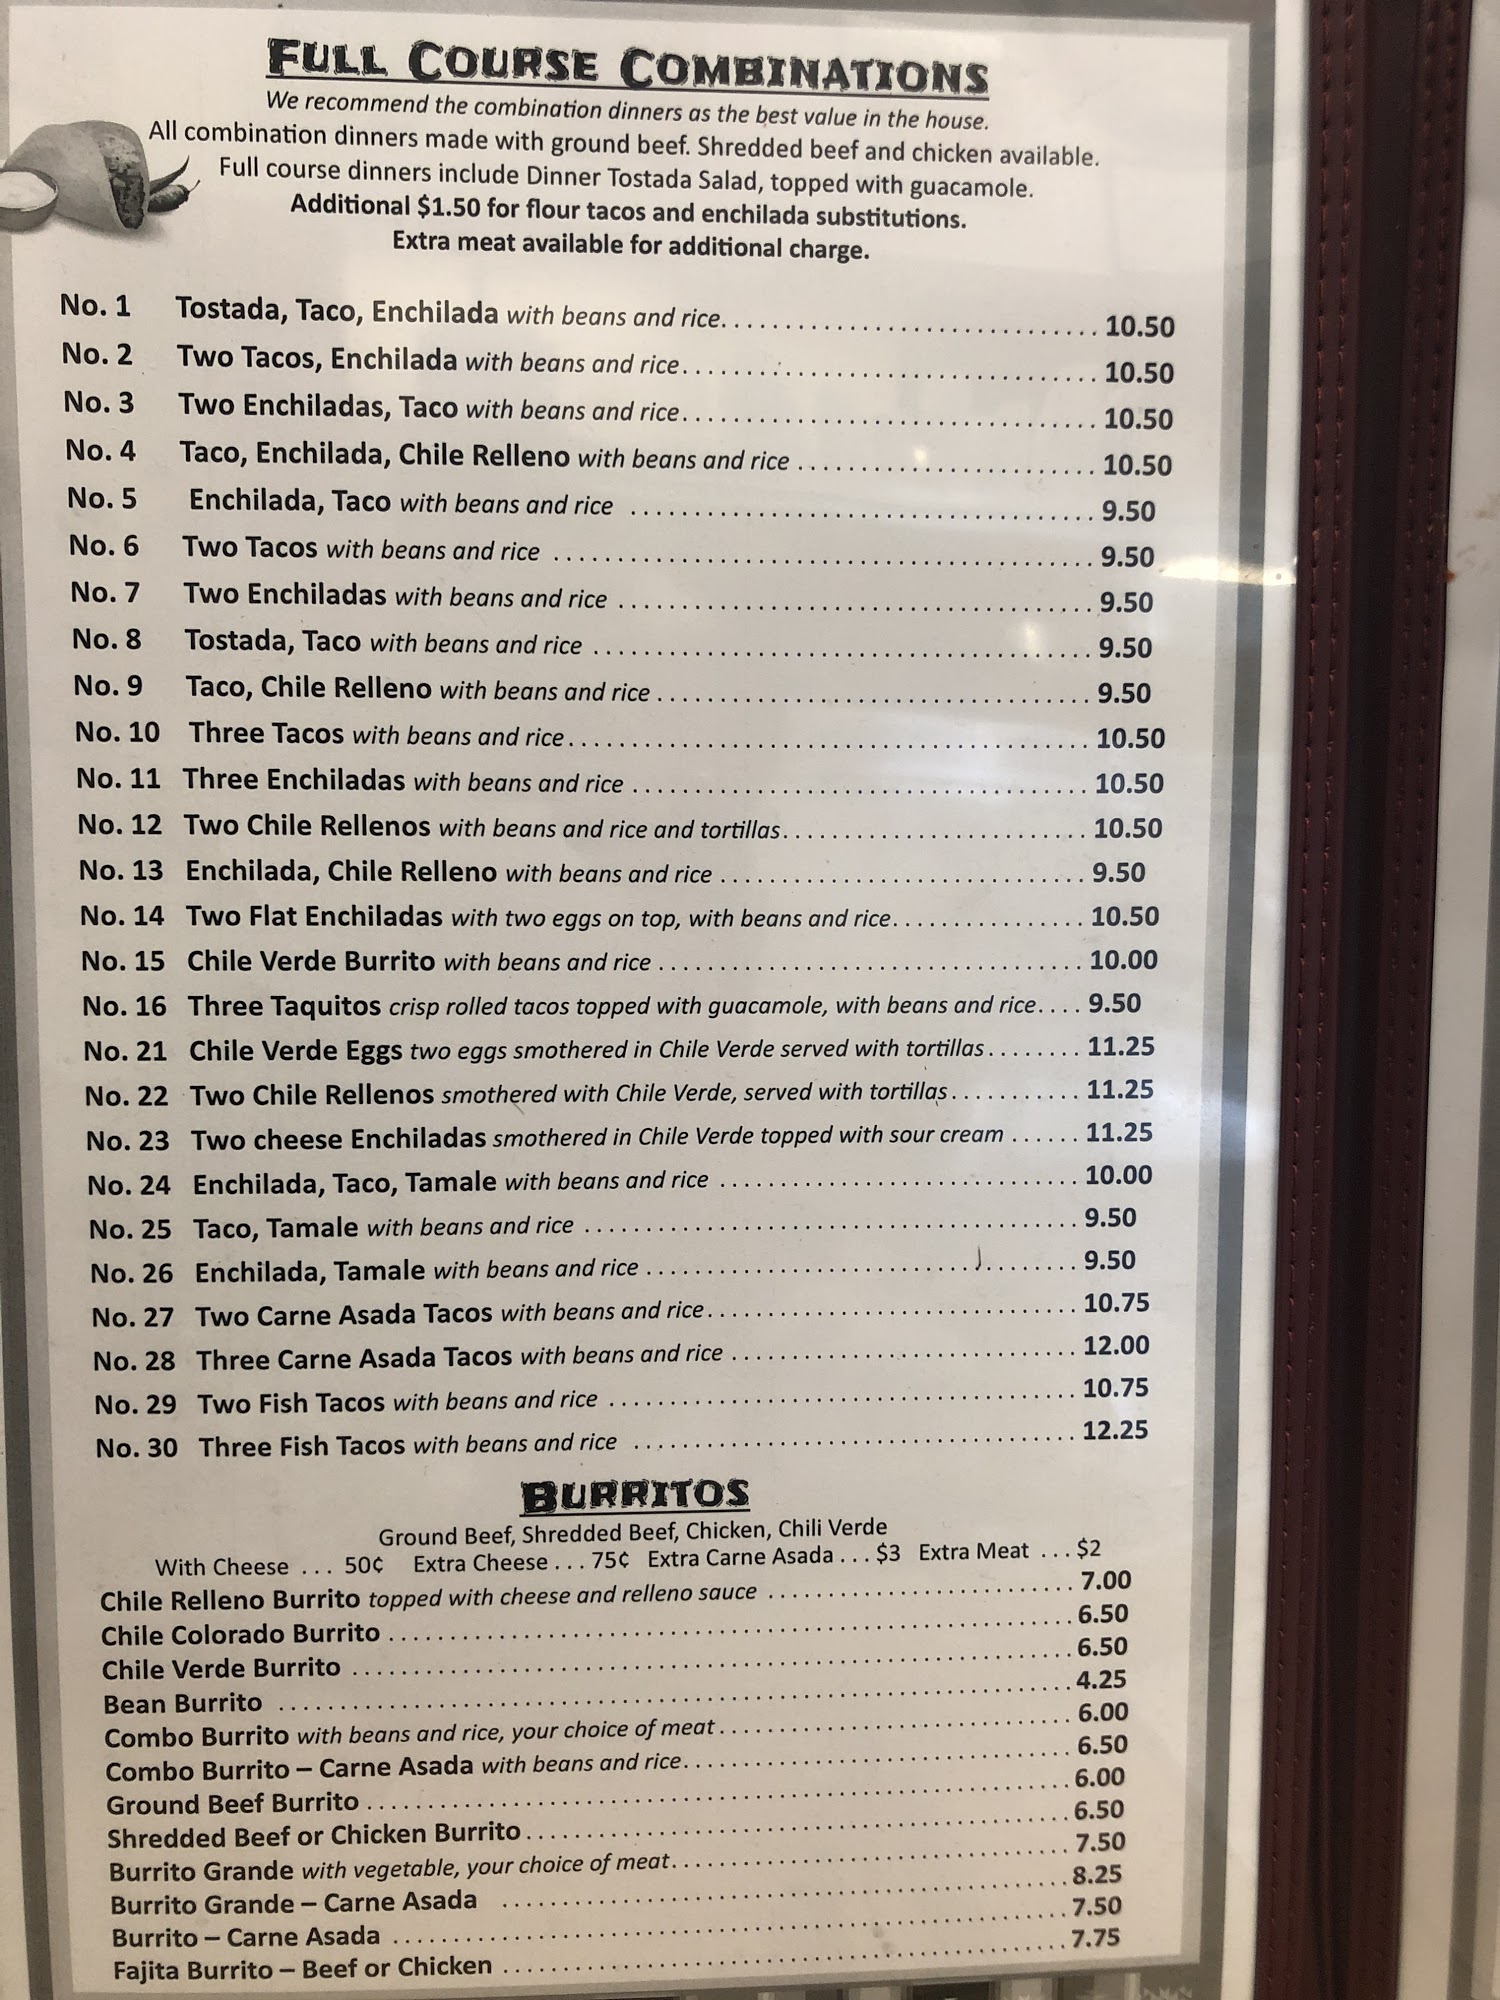 Full Course Combinations
We recommend the combination dinners as the best value in the house.
All combination dinners made with ground beef. Shredded beef and chicken available.
Full course dinners include Dinner Tostada Salad, topped with guacamole.
Additional $1.50 for flour tacos and enchilada substitutions.
Extra meat available for additional charge.
No. 1 Tostada, Taco, Enchilada with beans and rice 10.50
No. 2 Two Tacos, Enchilada with beans and rice 10.50
No. 3 Two Enchiladas, Taco with beans and rice 10.50
No. 4 Taco, Enchilada, Chile Relleno with beans and rice 10.50
No. 5 Enchilada, Taco with beans and rice 9.50
No. 6 Two Tacos with beans and rice 9.50
No. 7 Two Enchiladas with beans and rice 9.50
No. 8 Tostada, Taco with beans and rice 9.50
No. 9 Taco, Chile Relleno with beans and rice 9.50
No. 10 Three Tacos with beans and rice 10.50
No. 11 Three Enchiladas with beans and rice 10.50
No. 12 Two Chile Rellenos with beans and rice and tortillas 10.50
No. 13 Enchilada, Chile Relleno with beans and rice 9.50
No. 14 Two Flat Enchiladas with two eggs on top, with beans and rice 10.50
No. 15 Chile Verde Burrito with beans and rice 10.00
No. 16 Three Taquitos crisp rolled tacos topped with guacamole, with beans and rice 9.50
No. 21 Chile Verde Eggs two eggs smothered in Chile Verde served with tortillas 11.25
No. 22 Two Chile Rellenos smothered with Chile Verde, served with tortillas 11.25
No. 23 Two cheese Enchiladas smothered in Chile Verde topped with sour cream 11.25
No. 24 Enchilada, Taco, Tamale with beans and rice 10.00
No. 25 Taco, Tamale with beans and rice 9.50
No. 26 Enchilada, Tamale with beans and rice 9.50
No. 27 Two Carne Asada Tacos with beans and rice 10.75
No. 28 Three Carne Asada Tacos with beans and rice 12.00
No. 29 Two Fish Tacos with beans and rice 10.75
No. 30 Three Fish Tacos with beans and rice 12.25
Burritos
Ground Beef, Shredded Beef, Chicken, Chili Verde
With Cheese ... 50¢ Extra Cheese ... 75¢ Extra Carne Asada ... $3 Extra Meat ... $2
Chile Relleno Burrito topped with cheese and relleno sauce 7.00
Chile Colorado Burrito 6.50
Chile Verde Burrito 6.50
Bean Burrito 4.25
Combo Burrito with beans and rice, your choice of meat 6.00
Combo Burrito – Carne Asada with beans and rice 6.50
Ground Beef Burrito 6.00
Shredded Beef or Chicken Burrito 6.50
Burrito Grande with vegetable, your choice of meat 7.50
Burrito Grande – Carne Asada 8.25
Burrito – Carne Asada 7.50
Fajita Burrito – Beef or Chicken 7.75